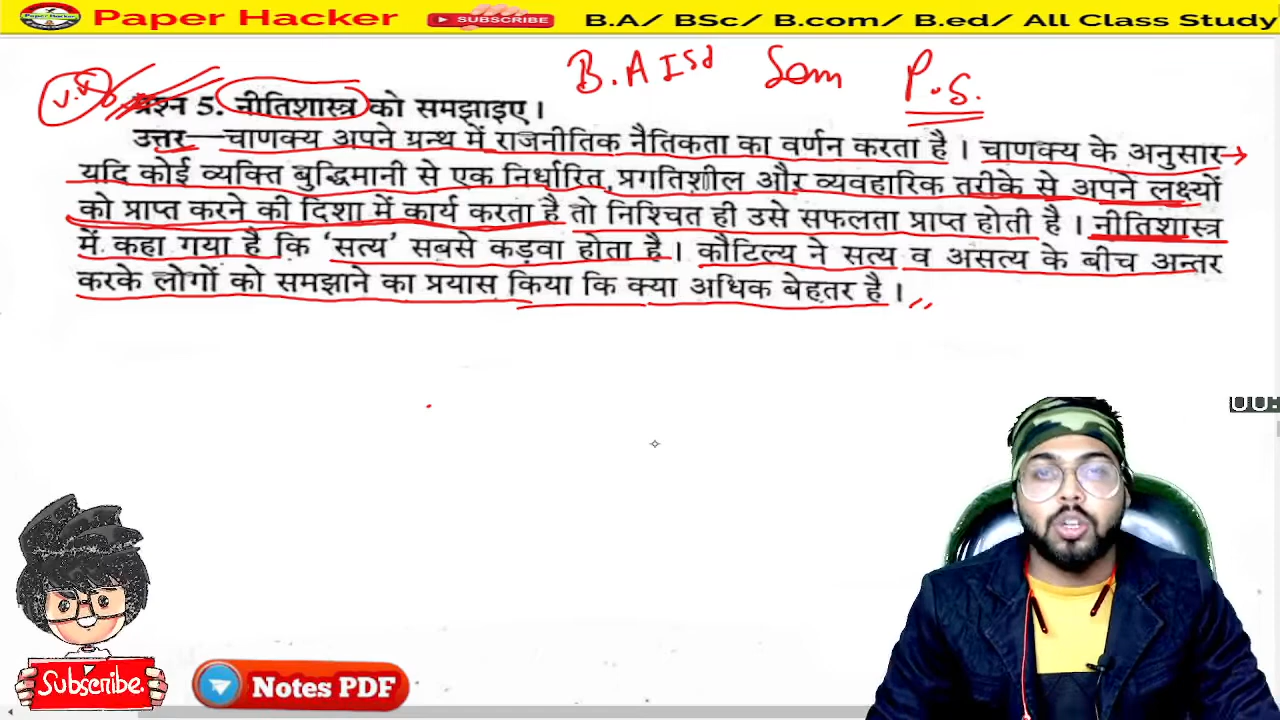 Paper Hacker SUBSCRIBE B.A/ BSc/ B.com/ B.ed/ All Class Study
B.A Ist Sem P.S.
प्रश्न 5. नीतिशास्त्र को समझाइए।
उत्तर—चाणक्य अपने ग्रन्थ में राजनीतिक नैतिकता का वर्णन करता है। चाणक्य के अनुसार
यदि कोई व्यक्ति बुद्धिमानी से एक निर्धारित, प्रगतिशील और व्यवहारिक तरीके से अपने लक्ष्यों
को प्राप्त करने की दिशा में कार्य करता है तो निश्चित ही उसे सफलता प्राप्त होती है। नीतिशास्त्र
में कहा गया है कि 'सत्य' सबसे कड़वा होता है। कौटिल्य ने सत्य व असत्य के बीच अन्तर
करके लोगों को समझाने का प्रयास किया कि क्या अधिक बेहतर है।
Subscribe.
Notes PDF